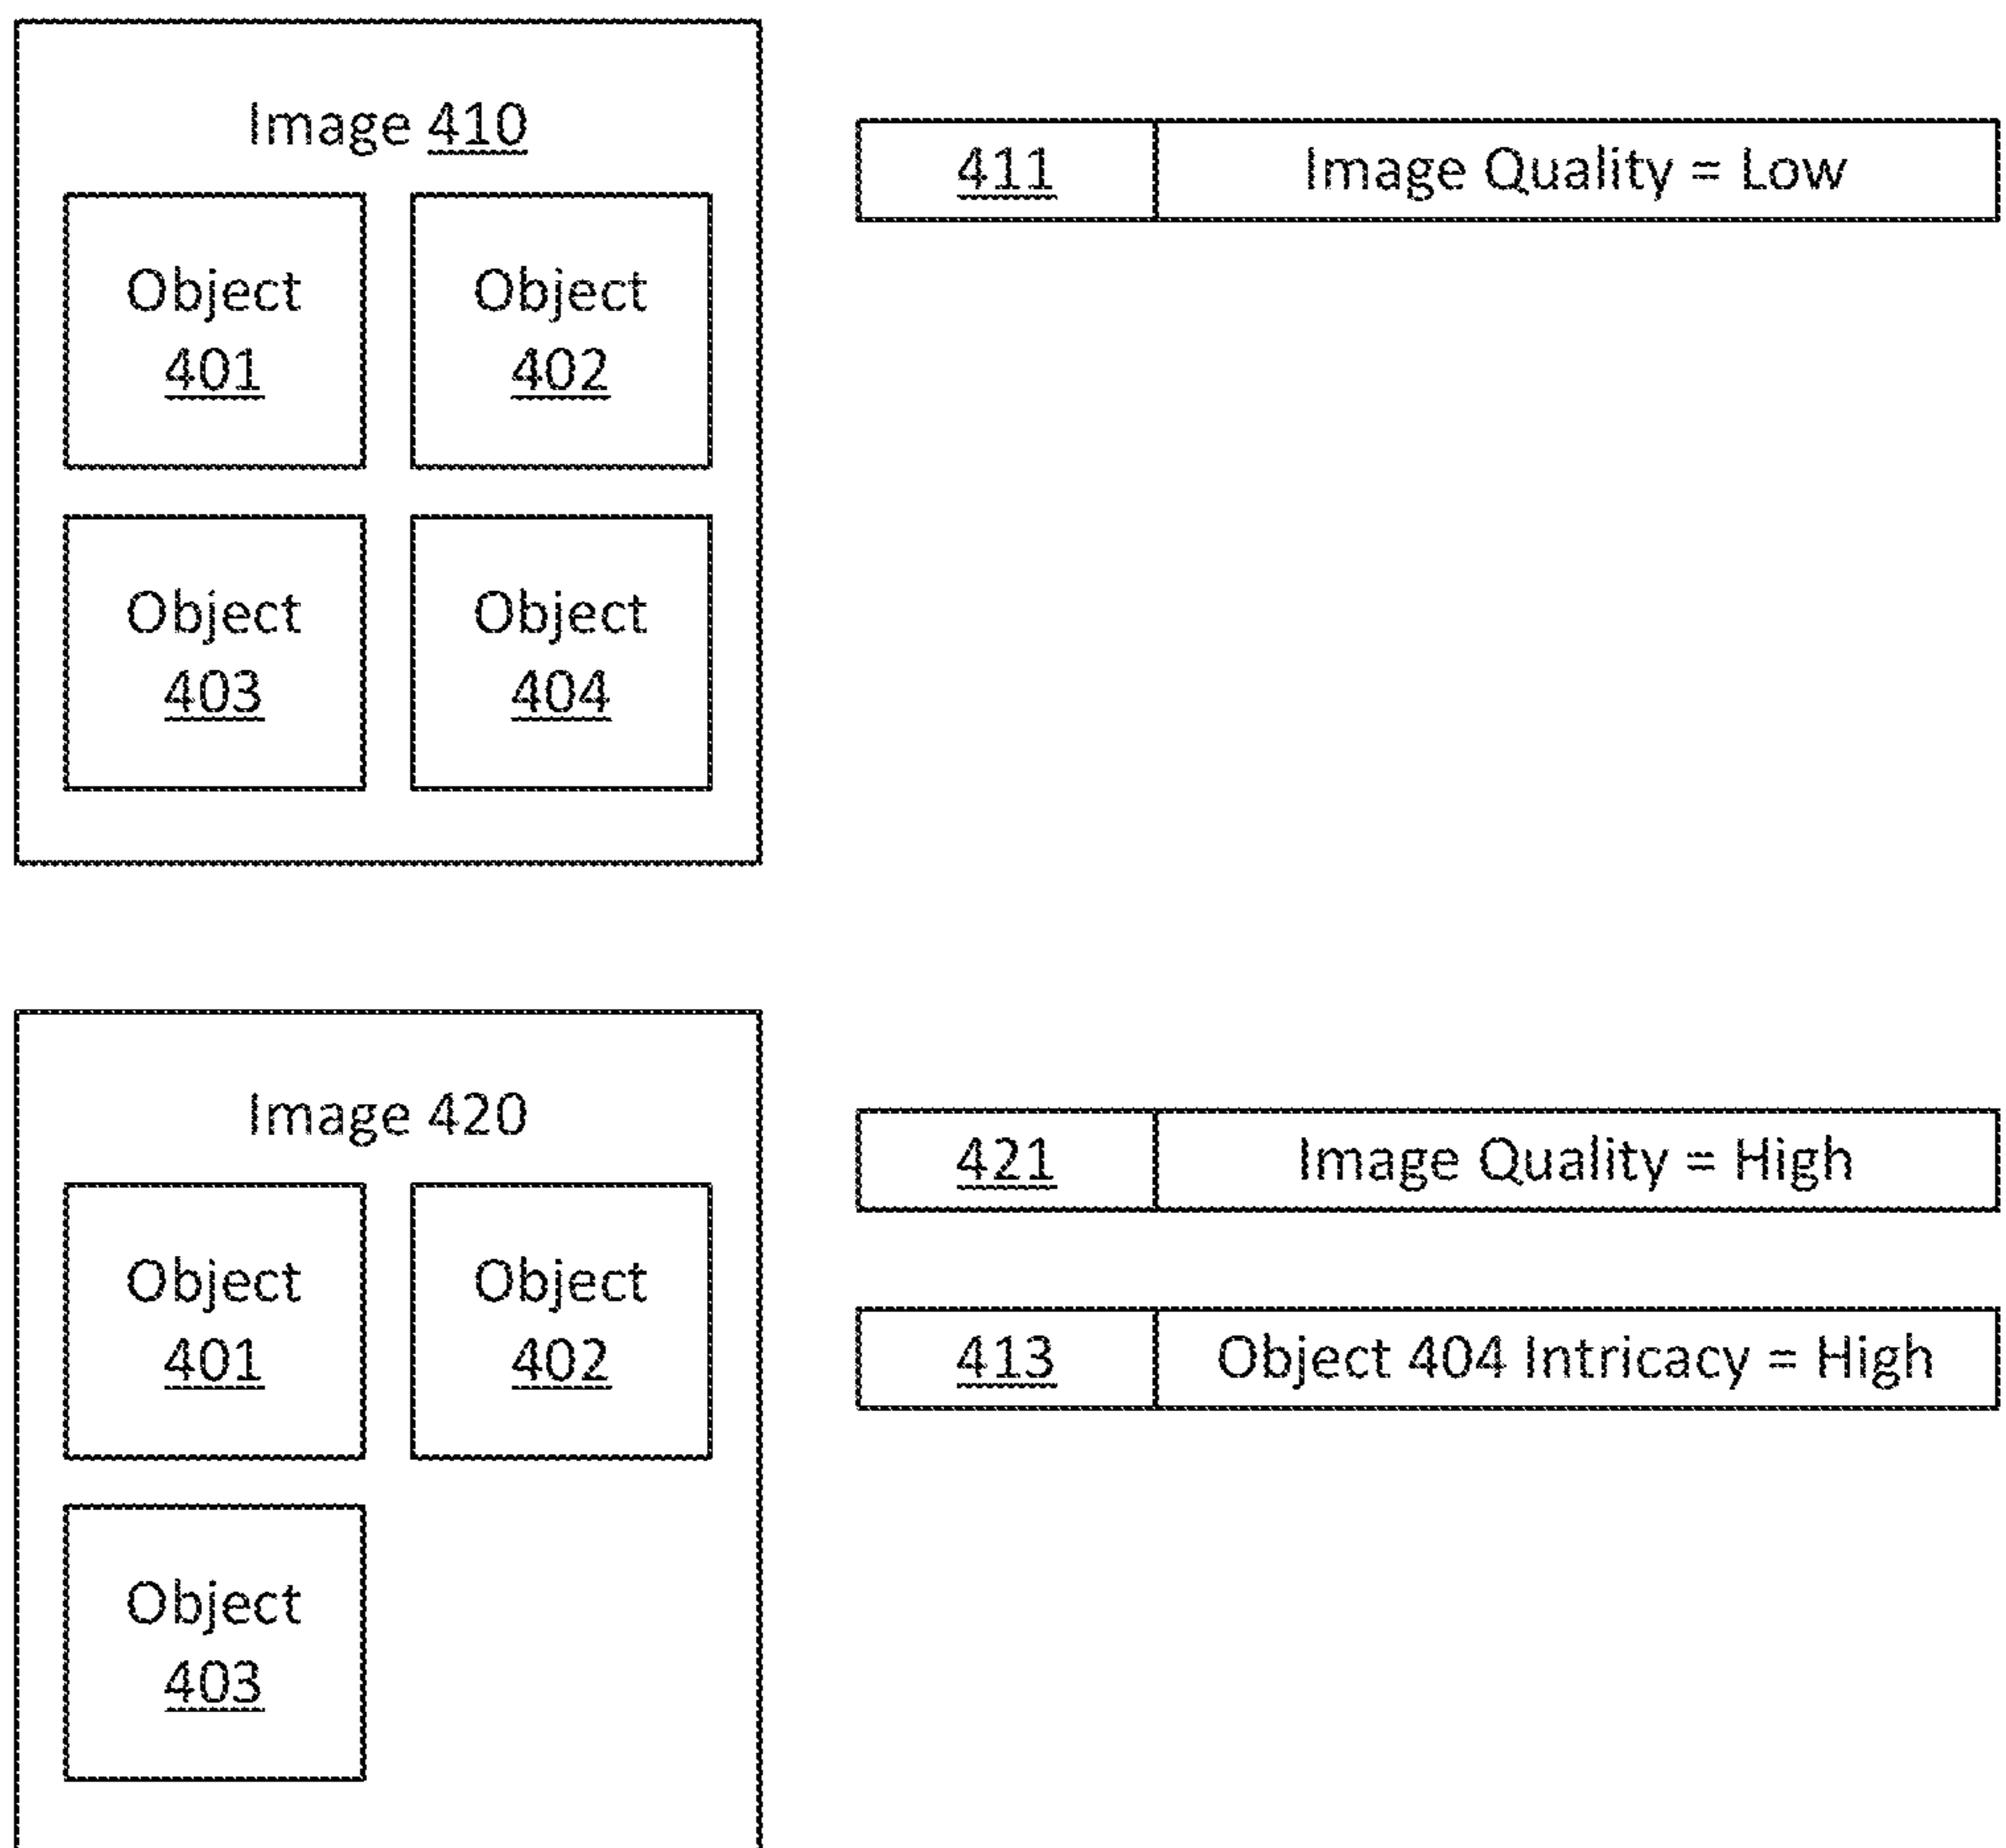 Image 410
411 Image Quality = Low
Object
401
Object
402
Object
403
Object
404
Image 420
421 Image Quality = High
413 Object 404 Intricacy = High
Object
401
Object
402
Object
403